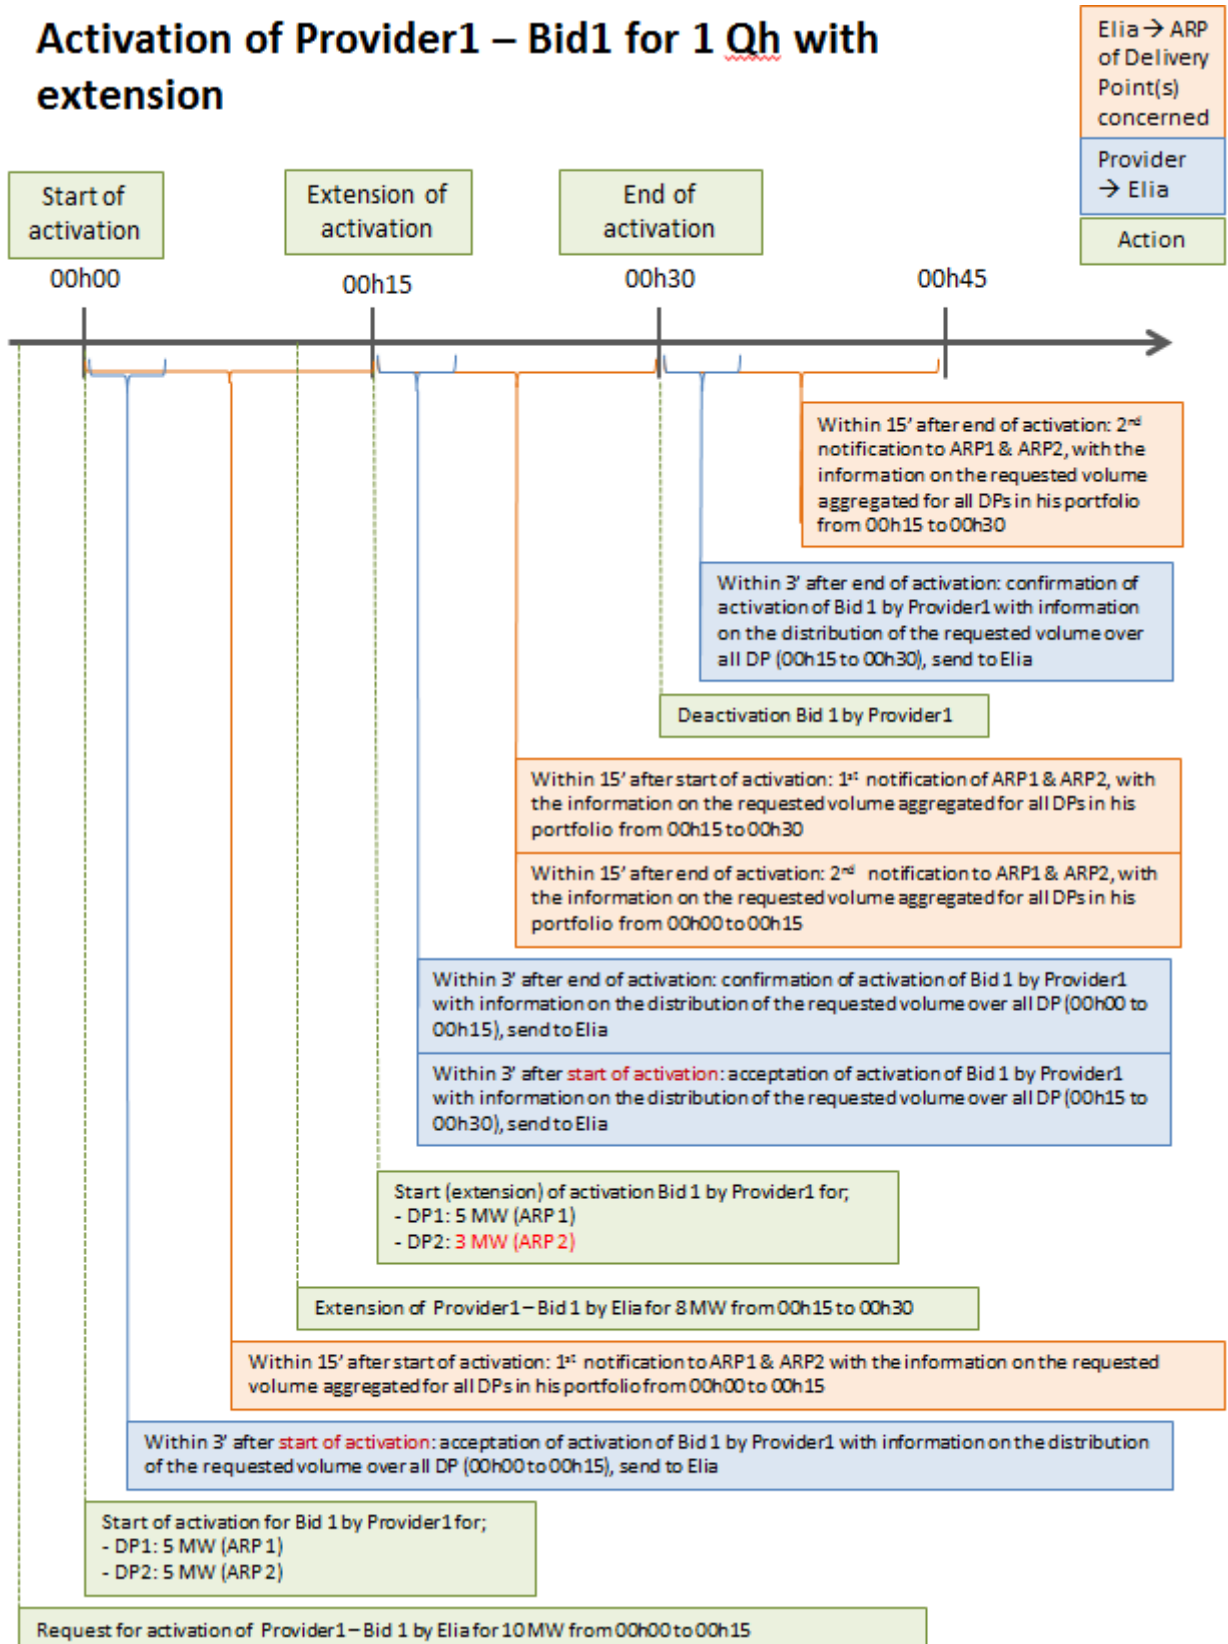 Activation of Provider1 – Bid1 for 1 Qh with
extension
Elia → ARP
of Delivery
Point(s)
concerned
Provider
→ Elia
Action
Start of
activation
Extension of
activation
End of
activation
00h00
00h15
00h30
00h45
Within 15' after end of activation: 2nd
notification to ARP1 & ARP2, with the
information on the requested volume
aggregated for all DPs in his portfolio
from 00h15 to 00h30
Within 3' after end of activation: confirmation of
activation of Bid 1 by Provider1 with information
on the distribution of the requested volume over
all DP (00h15 to 00h30), send to Elia
Deactivation Bid 1 by Provider1
Within 15' after start of activation: 1st notification of ARP1 & ARP2, with
the information on the requested volume aggregated for all DPs in his
portfolio from 00h15 to 00h30
Within 15' after end of activation: 2nd notification to ARP1 & ARP2, with
the information on the requested volume aggregated for all DPs in his
portfolio from 00h00 to 00h15
Within 3' after end of activation: confirmation of activation of Bid 1 by Provider1
with information on the distribution of the requested volume over all DP (00h00 to
00h15), send to Elia
Within 3' after start of activation: acceptation of activation of Bid 1 by Provider1
with information on the distribution of the requested volume over all DP (00h15 to
00h30), send to Elia
Start (extension) of activation Bid 1 by Provider1 for;
- DP1: 5 MW (ARP 1)
- DP2: 3 MW (ARP 2)
Extension of Provider1 – Bid 1 by Elia for 8 MW from 00h15 to 00h30
Within 15' after start of activation: 1st notification to ARP1 & ARP2 with the information on the requested
volume aggregated for all DPs in his portfolio from 00h00 to 00h15
Within 3' after start of activation: acceptation of activation of Bid 1 by Provider1 with information on the distribution
of the requested volume over all DP (00h00 to 00h15), send to Elia
Start of activation for Bid 1 by Provider1 for;
- DP1: 5 MW (ARP 1)
- DP2: 5 MW (ARP 2)
Request for activation of Provider1 – Bid 1 by Elia for 10 MW from 00h00 to 00h15